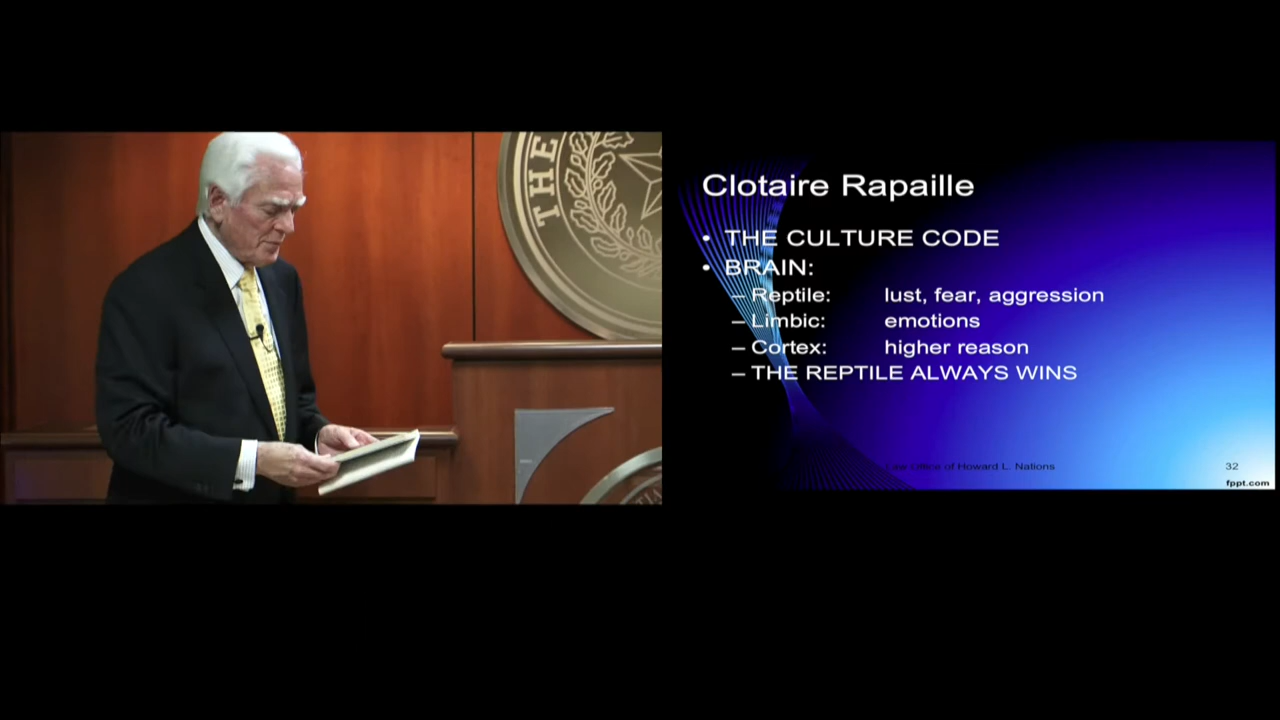 THE
Clotaire Rapaille
• THE CULTURE CODE
• BRAIN:
– Reptile: lust, fear, aggression
– Limbic: emotions
– Cortex: higher reason
– THE REPTILE ALWAYS WINS
Law Office of Howard L. Nations
32
fppt.com